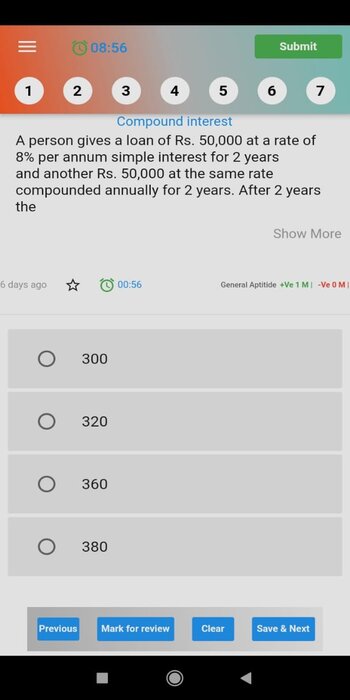 08:56
Submit
1 2 3 4 5 6 7
Compound interest
A person gives a loan of Rs. 50,000 at a rate of
8% per annum simple interest for 2 years
and another Rs. 50,000 at the same rate
compounded annually for 2 years. After 2 years
the
Show More
6 days ago 00:56 General Aptitide +Ve 1 M | -Ve 0 M |
300
320
360
380
Previous Mark for review Clear Save & Next